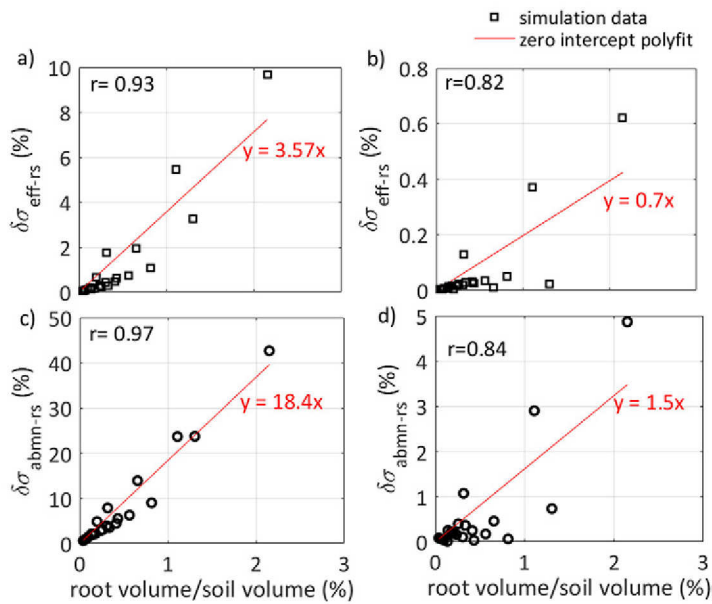 simulation data
zero intercept polyfit
a)
r= 0.93
10
8
6
4
2
0
δσeff-rs (%)
y = 3.57x
b)
r=0.82
0.8
0.6
0.4
0.2
0
δσeff-rs (%)
y = 0.7x
c)
r= 0.97
50
40
30
20
10
0
δσabmn-rs (%)
y = 18.4x
0 1 2 3
root volume/soil volume (%)
d)
r=0.84
5
4
3
2
1
0
δσabmn-rs (%)
y = 1.5x
0 1 2 3
root volume/soil volume (%)